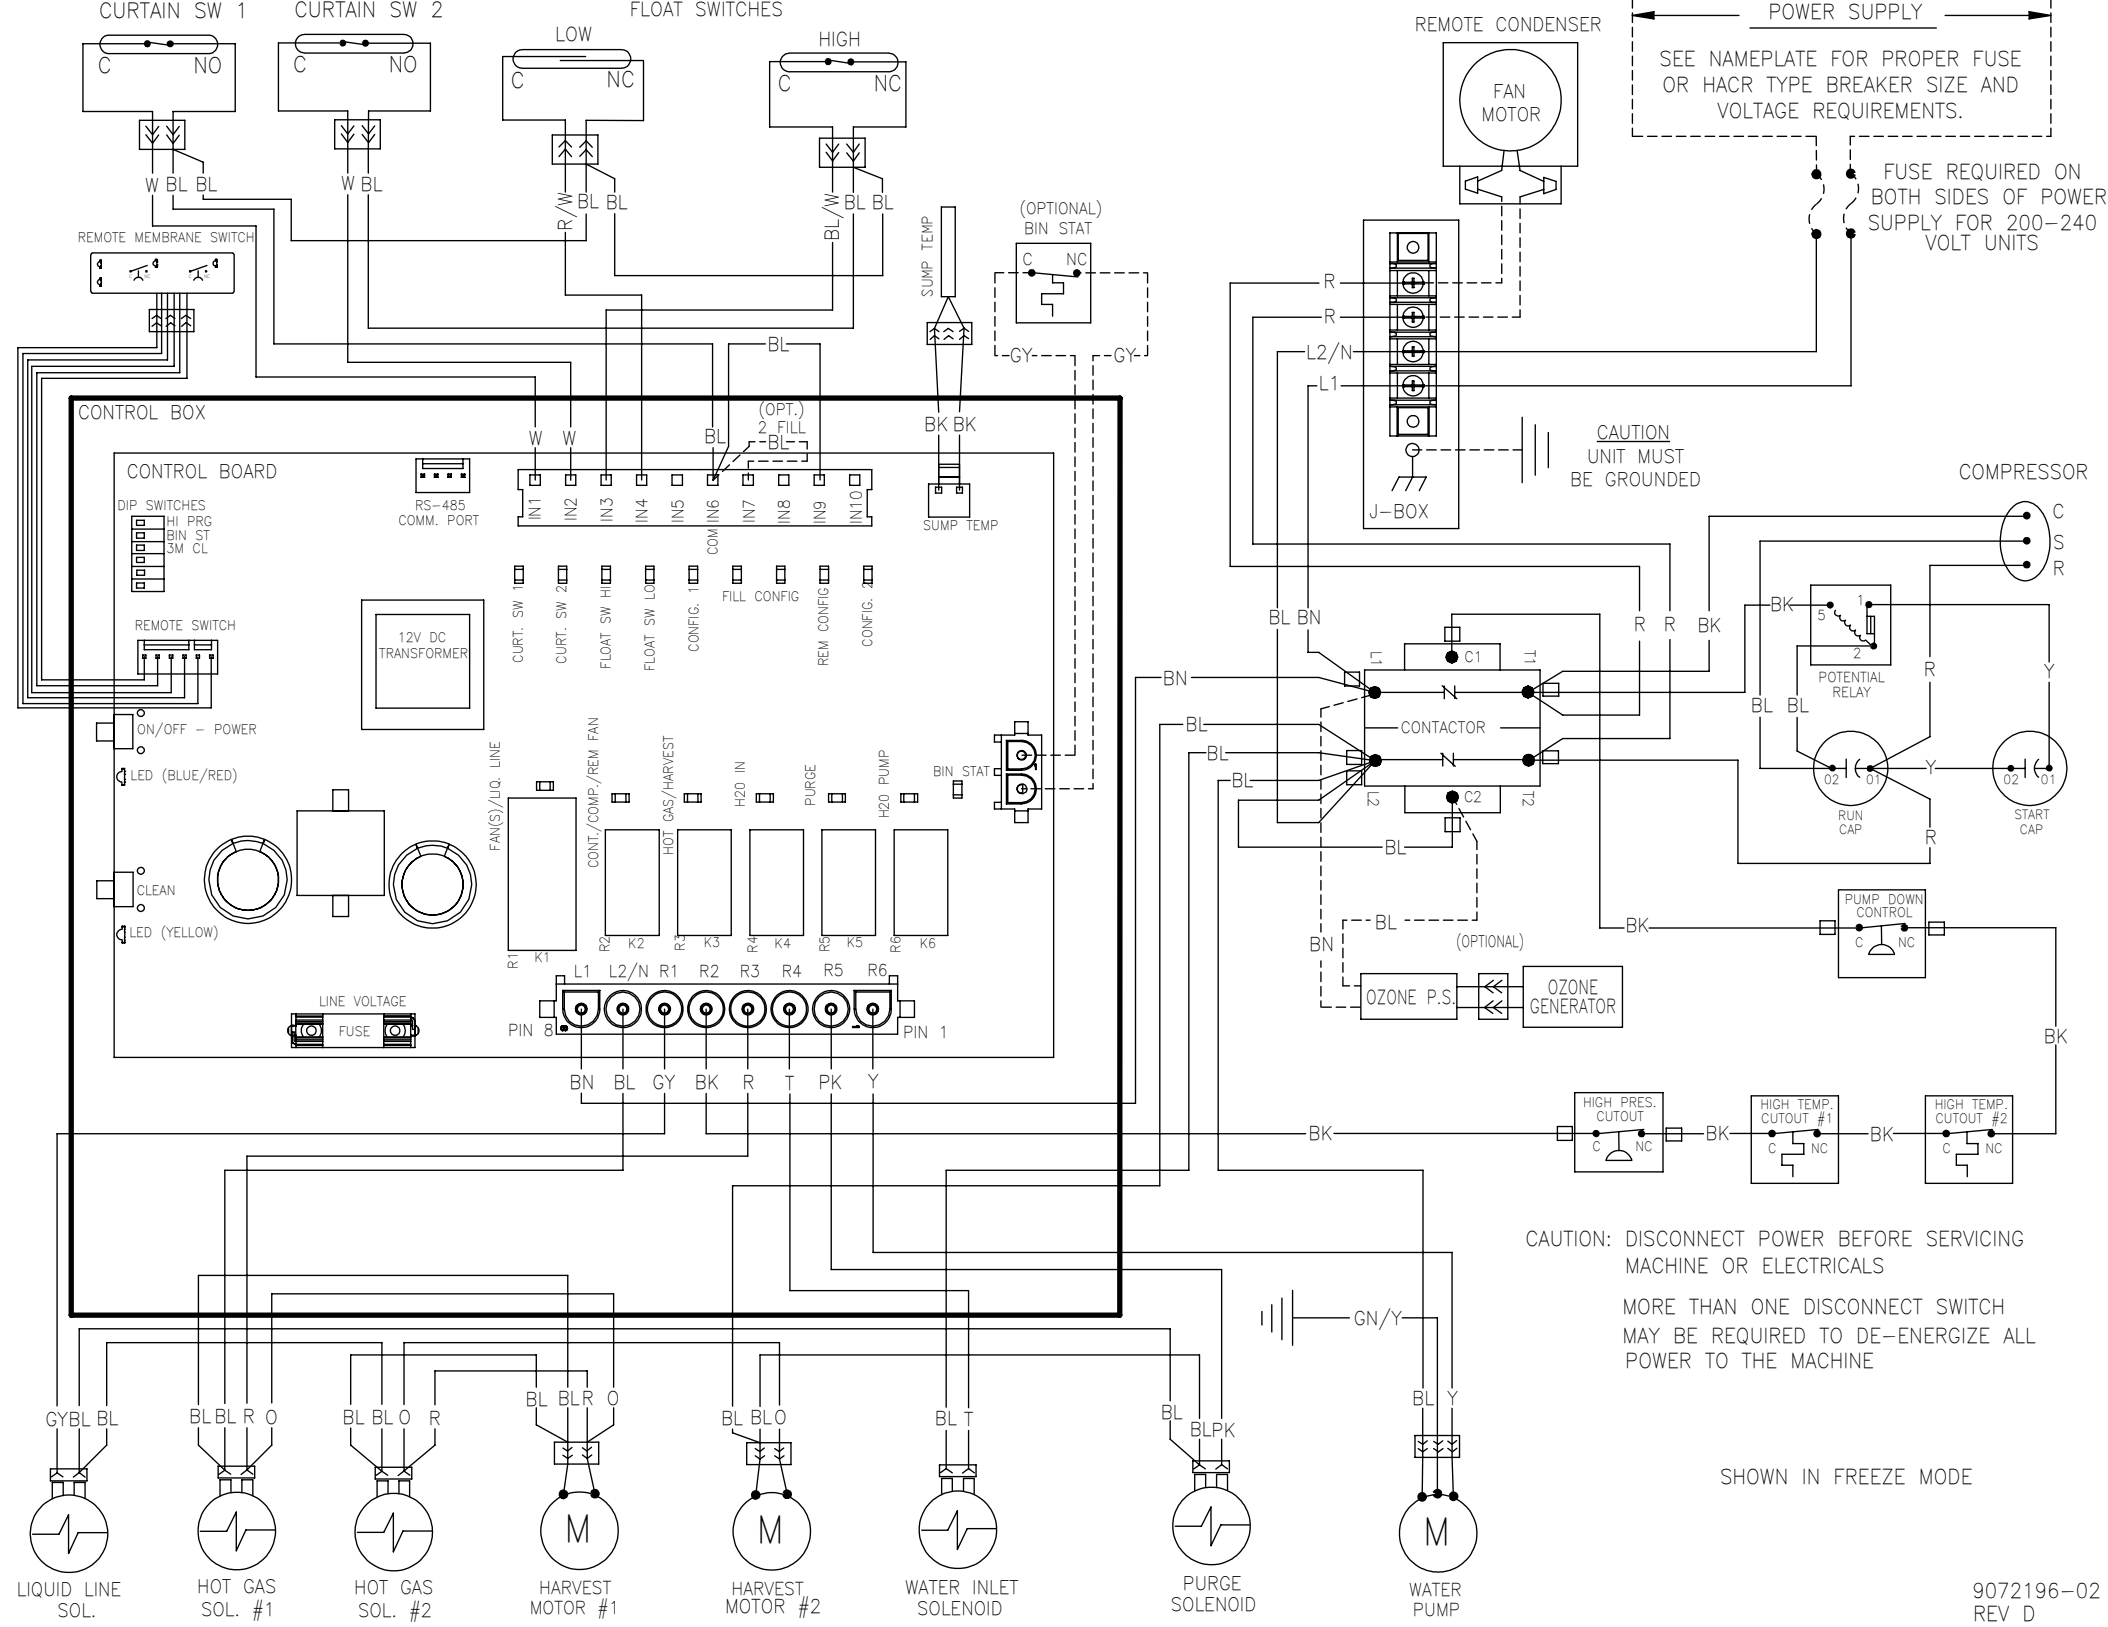 CURTAIN SW 1
CURTAIN SW 2
FLOAT SWITCHES
LOW
HIGH
C NO
C NO
C NC
C NC
W BL BL
W BL
R/W BL BL
BL/W BL BL
REMOTE MEMBRANE SWITCH
SUMP TEMP
(OPTIONAL)
BIN STAT
C NC
GY GY
BL
REMOTE CONDENSER
FAN
MOTOR
POWER SUPPLY
SEE NAMEPLATE FOR PROPER FUSE
OR HACR TYPE BREAKER SIZE AND
VOLTAGE REQUIREMENTS.
FUSE REQUIRED ON
BOTH SIDES OF POWER
SUPPLY FOR 200-240
VOLT UNITS
R
R
L2/N
L1
J-BOX
CAUTION
UNIT MUST
BE GROUNDED
CONTROL BOX
W W BL
(OPT.)
2 FILL
BL
BK BK
CONTROL BOARD
DIP SWITCHES
HI PRG
BIN ST
3M CL
RS-485
COMM. PORT
IN1 IN2 IN3 IN4 IN5 COM IN6 IN7 IN8 IN9 IN10
SUMP TEMP
CURT. SW 1
CURT. SW 2
FLOAT SW HI
FLOAT SW LO
CONFIG. 1
FILL CONFIG
REM CONFIG
CONFIG. 2
REMOTE SWITCH
12V DC
TRANSFORMER
ON/OFF - POWER
LED (BLUE/RED)
CLEAN
LED (YELLOW)
FAN(S)/LIQ. LINE
CONT./COMP./REM FAN
HOT GAS/HARVEST
H20 IN
PURGE
H20 PUMP
BIN STAT
R1 K1
R2 K2
R3 K3
R4 K4
R5 K5
R6 K6
LINE VOLTAGE
FUSE
L1 L2/N R1 R2 R3 R4 R5 R6
PIN 8 PIN 1
BN BL GY BK R T PK Y
COMPRESSOR
C
S
R
BL BN
R R BK
BK
5 1
2
POTENTIAL
RELAY
R
Y
BL BL
BN
BL
BL
BL
BL
L1 C1 T1
CONTACTOR
L2 C2 T2
02 01
Y
02 01
RUN
CAP
START
CAP
R
BN
BL
(OPTIONAL)
OZONE P.S.
OZONE
GENERATOR
BK
PUMP DOWN
CONTROL
C NC
BK
BK
HIGH PRES.
CUTOUT
C NC
BK
HIGH TEMP.
CUTOUT #1
C NC
BK
HIGH TEMP.
CUTOUT #2
C NC
CAUTION: DISCONNECT POWER BEFORE SERVICING
MACHINE OR ELECTRICALS
MORE THAN ONE DISCONNECT SWITCH
MAY BE REQUIRED TO DE-ENERGIZE ALL
POWER TO THE MACHINE
GN/Y
GY BL BL
BL BL R O
BL BL O R
BL BL R O
BL BL O
BL T
BL BL PK
BL Y
M
M
M
SHOWN IN FREEZE MODE
LIQUID LINE
SOL.
HOT GAS
SOL. #1
HOT GAS
SOL. #2
HARVEST
MOTOR #1
HARVEST
MOTOR #2
WATER INLET
SOLENOID
PURGE
SOLENOID
WATER
PUMP
9072196-02
REV D